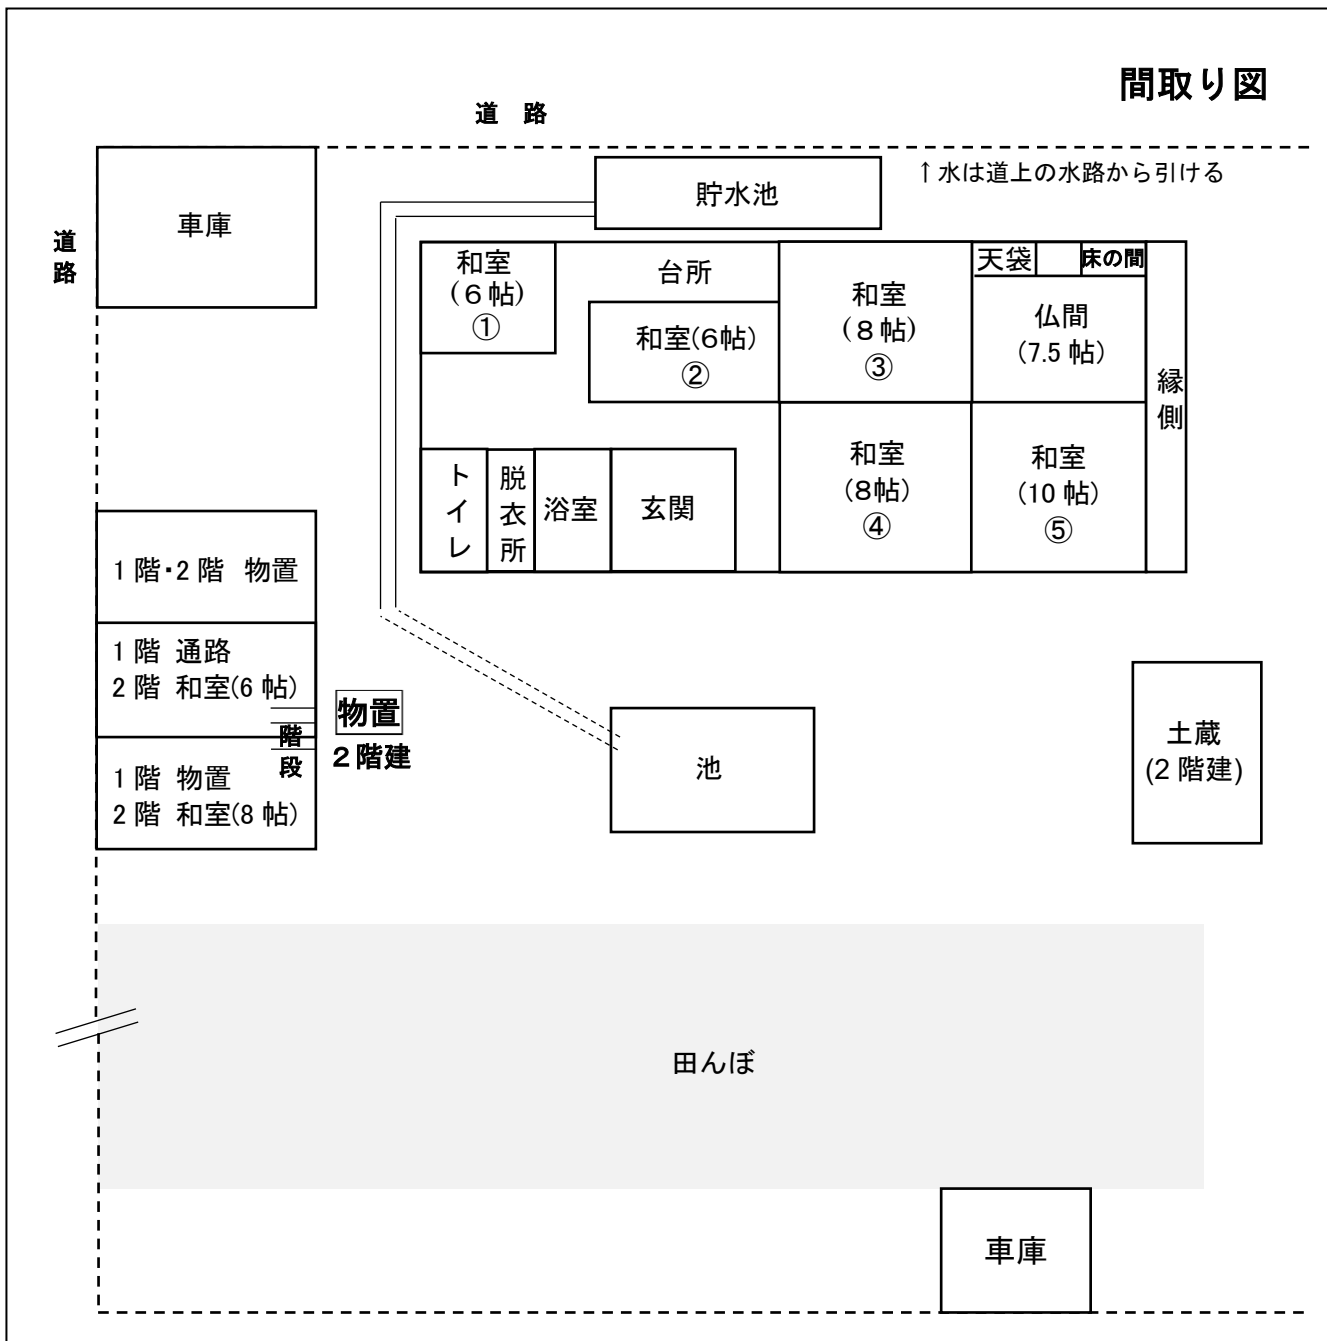 間取り図
道 路
↑水は道上の水路から引ける
貯水池
車庫
道
路
和室
(６帖)
①
台所
和室(6帖)
②
和室
(８帖)
③
天袋
床の間
仏間
(7.5帖)
縁
側
ト
イ
レ
脱
衣
所
浴室
玄関
和室
(8帖)
④
和室
(10帖)
⑤
1階・2階 物置
1階 通路
2階 和室(6帖)
階
段
1階 物置
2階 和室(8帖)
物置
２階建
池
土蔵
(2階建)
田んぼ
車庫